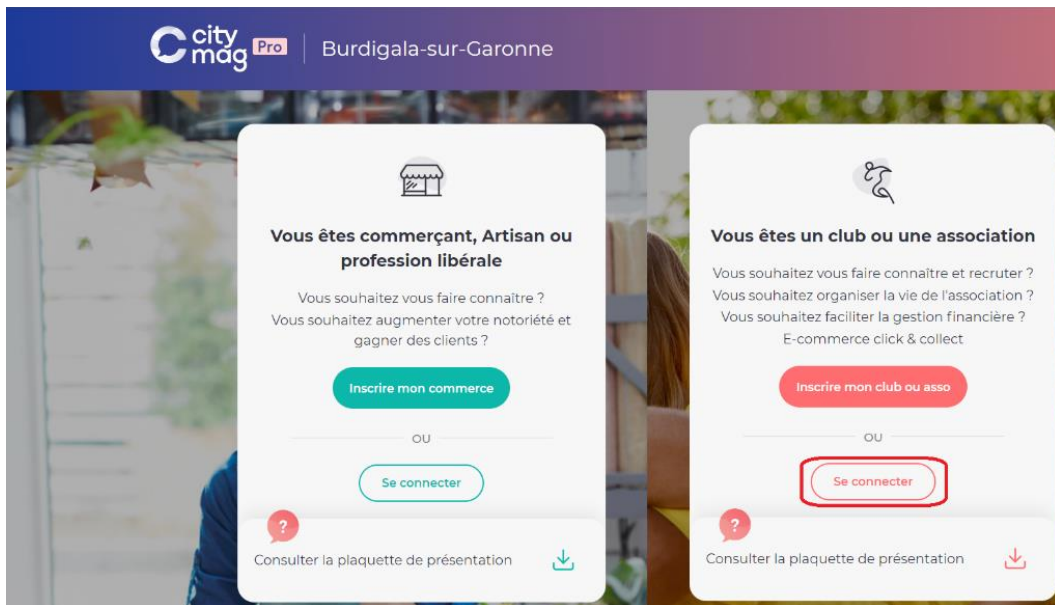 city
mag Pro
Burdigala-sur-Garonne
Vous êtes commerçant, Artisan ou
profession libérale
Vous souhaitez vous faire connaître ?
Vous souhaitez augmenter votre notoriété et
gagner des clients ?
Inscrire mon commerce
OU
Se connecter
?
Consulter la plaquette de présentation
Vous êtes un club ou une association
Vous souhaitez vous faire connaître et recruter ?
Vous souhaitez organiser la vie de l'association ?
Vous souhaitez faciliter la gestion financière ?
E-commerce click & collect
Inscrire mon club ou asso
OU
Se connecter
?
Consulter la plaquette de présentation